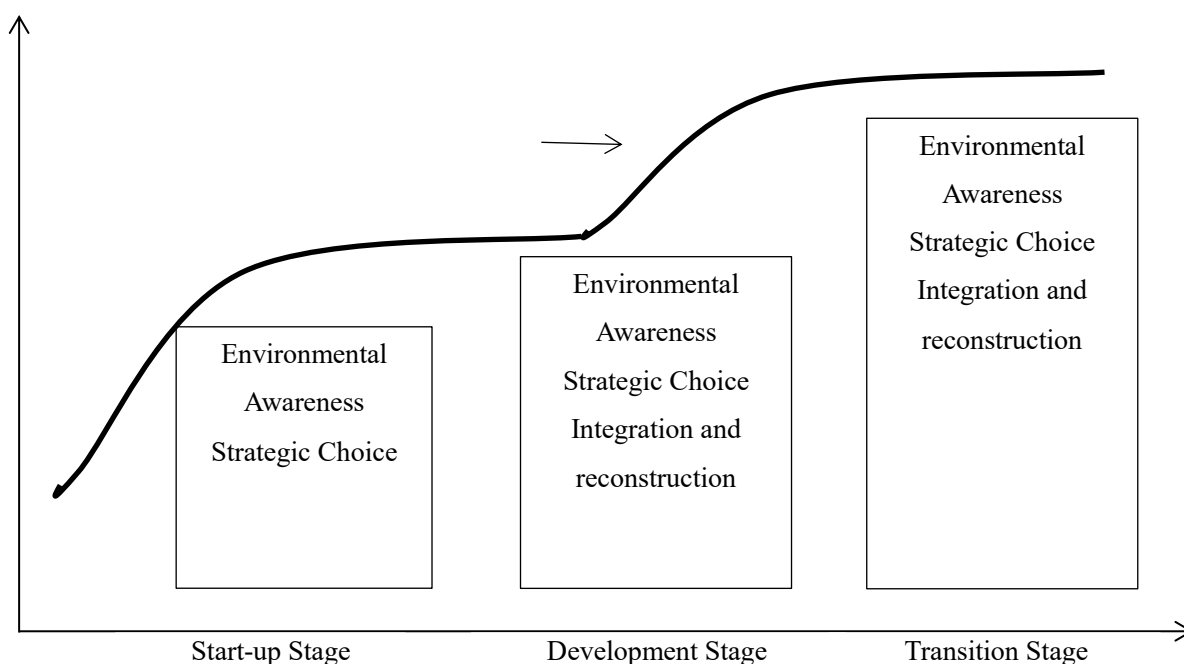 Environmental
Awareness
Strategic Choice
Environmental
Awareness
Strategic Choice
Integration and
reconstruction
Environmental
Awareness
Strategic Choice
Integration and
reconstruction
Start-up Stage
Development Stage
Transition Stage